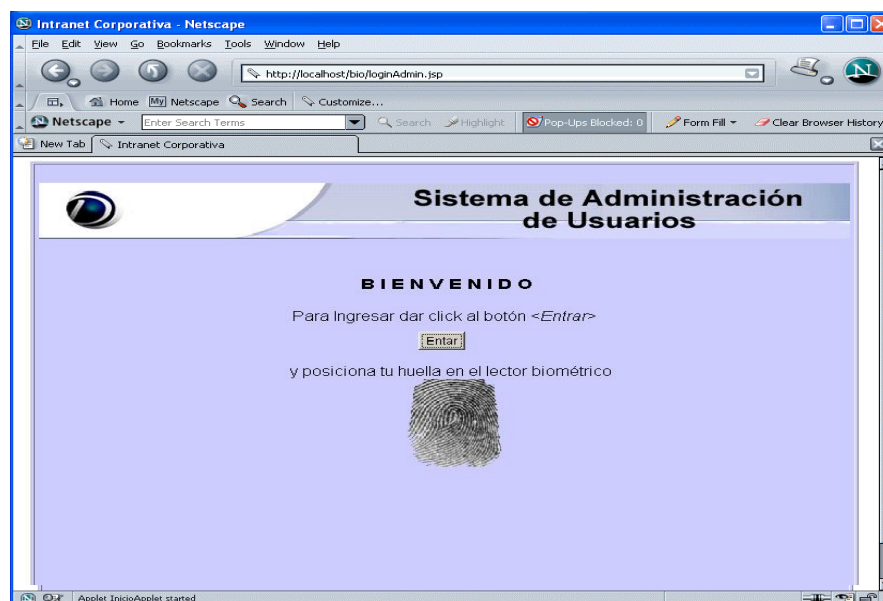 Intranet Corporativa - Netscape
File Edit View Go Bookmarks Tools Window Help
http://localhost/bio/loginAdmin.jsp
Home My Netscape Search Customize...
Netscape Enter Search Terms Search Highlight Pop-Ups Blocked: 0 Form Fill Clear Browser History
New Tab Intranet Corporativa
Sistema de Administración
de Usuarios
BIENVENIDO
Para Ingresar dar click al botón <Entrar>
Entar
y posiciona tu huella en el lector biométrico
Applet InicioApplet started